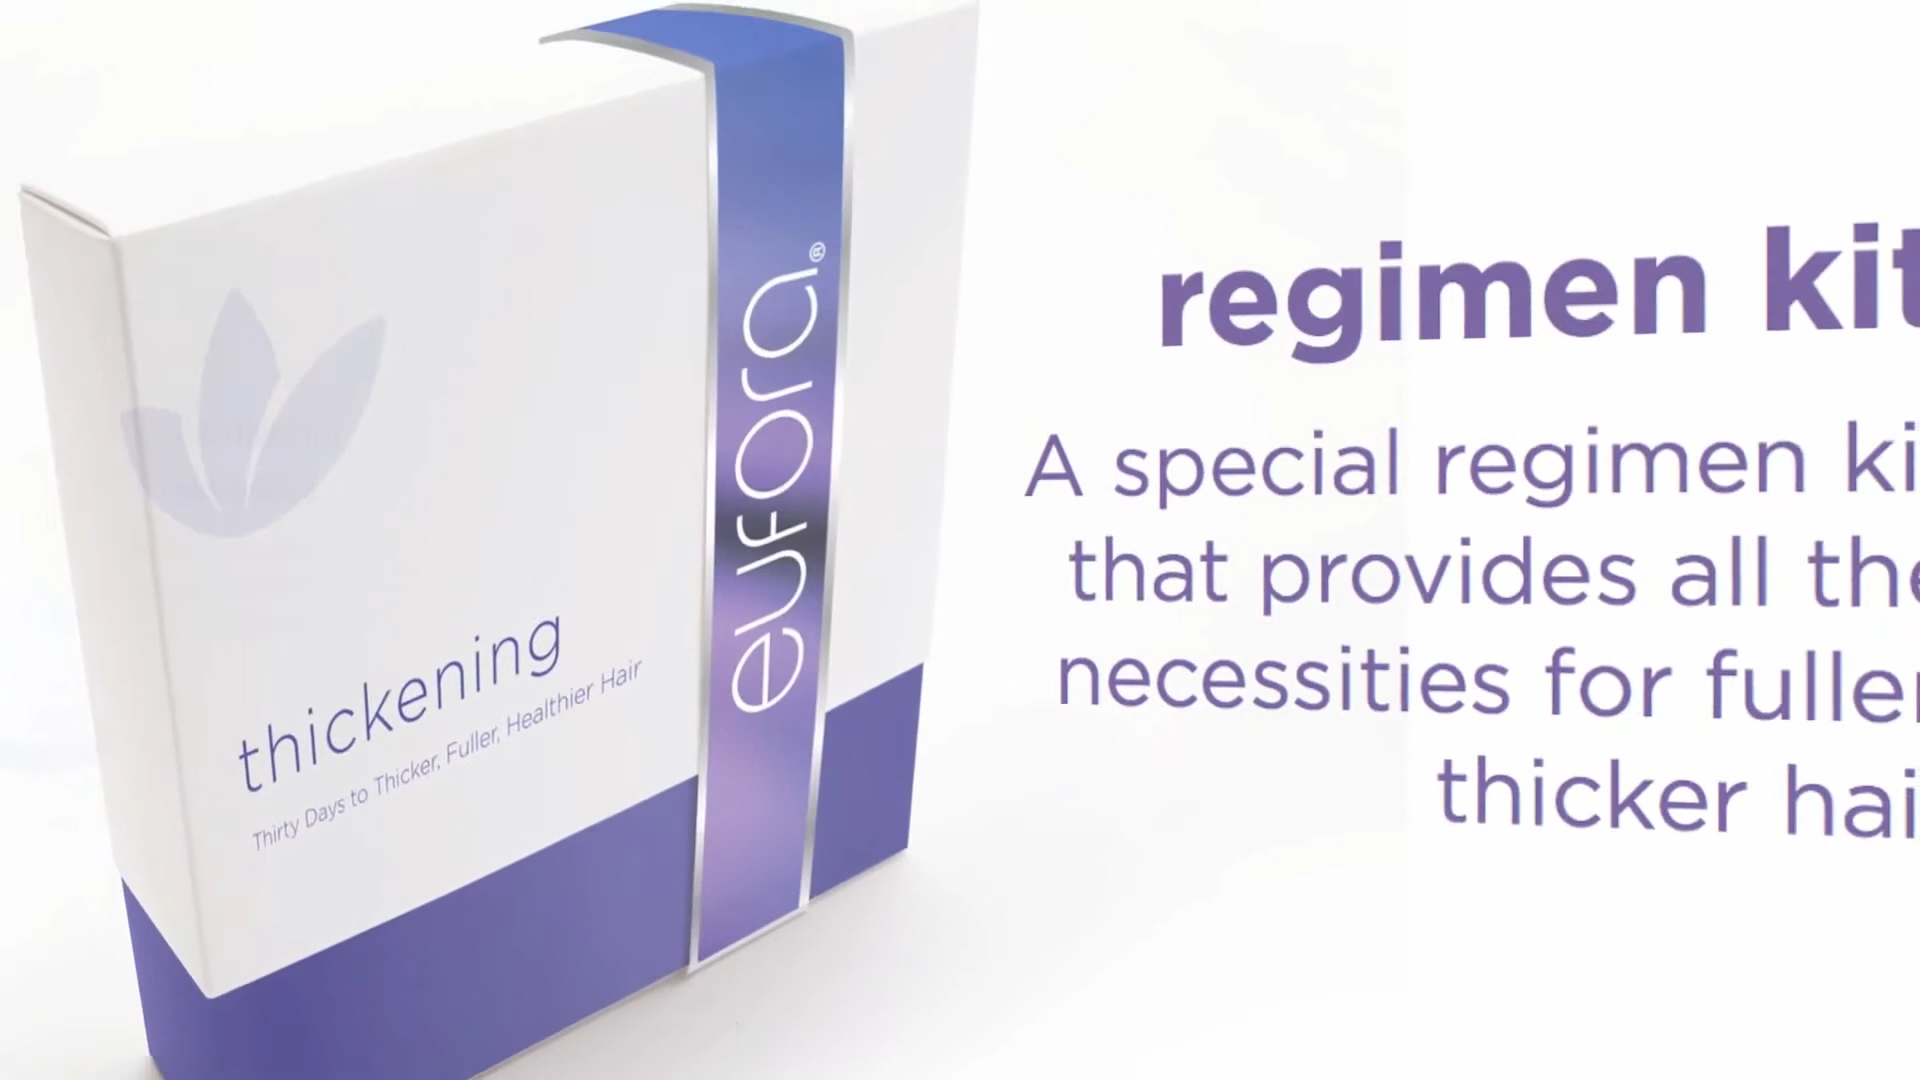 eufora®
thickening
Thirty Days to Thicker, Fuller, Healthier Hair
regimen kit
A special regimen ki
that provides all the
necessities for fuller
thicker hai